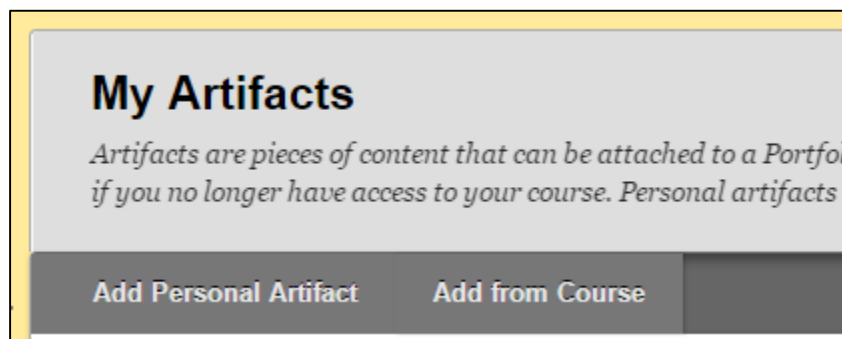 My Artifacts
Artifacts are pieces of content that can be attached to a
if you no longer have access to your course. Personal artifacts
Add Personal Artifact
Add from Course